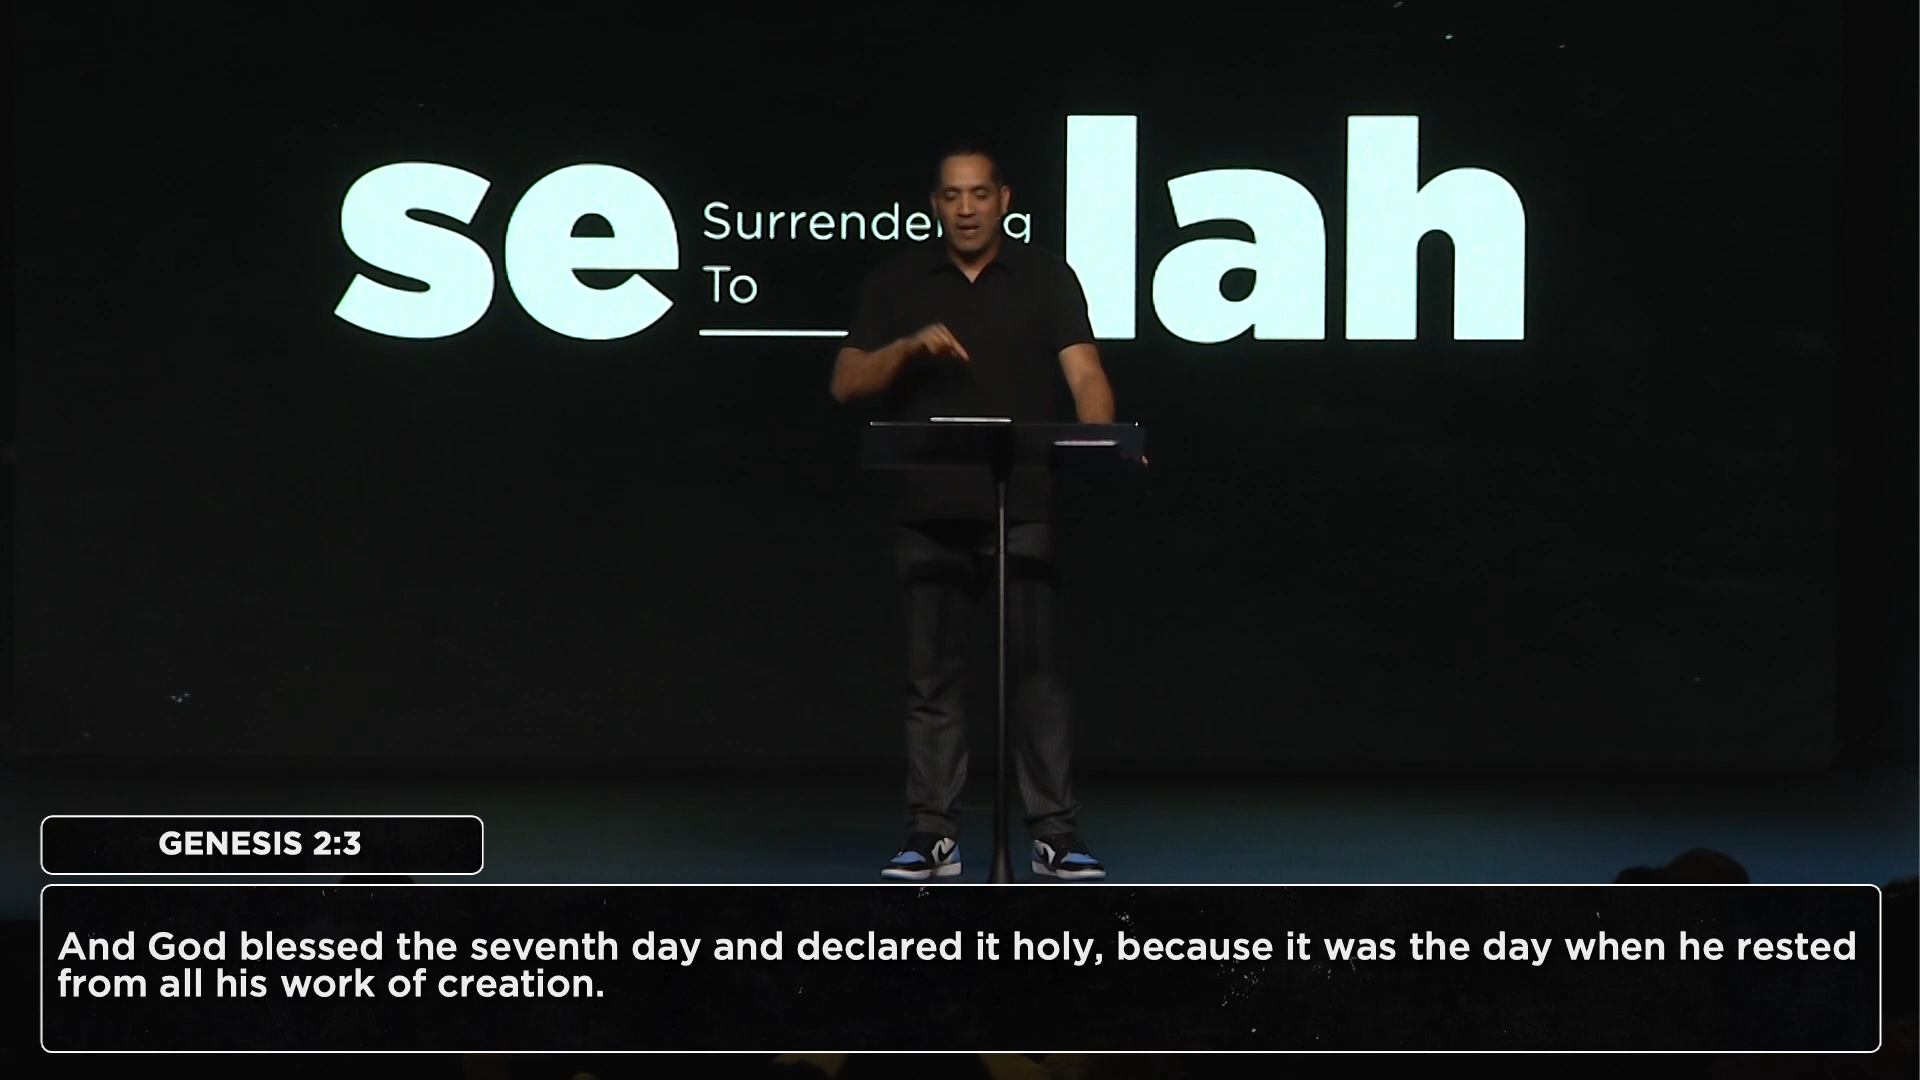 se lah
To
GENESIS 2:3
And God blessed the seventh day and declared it holy, because it was the day when he rested
from all his work of creation.